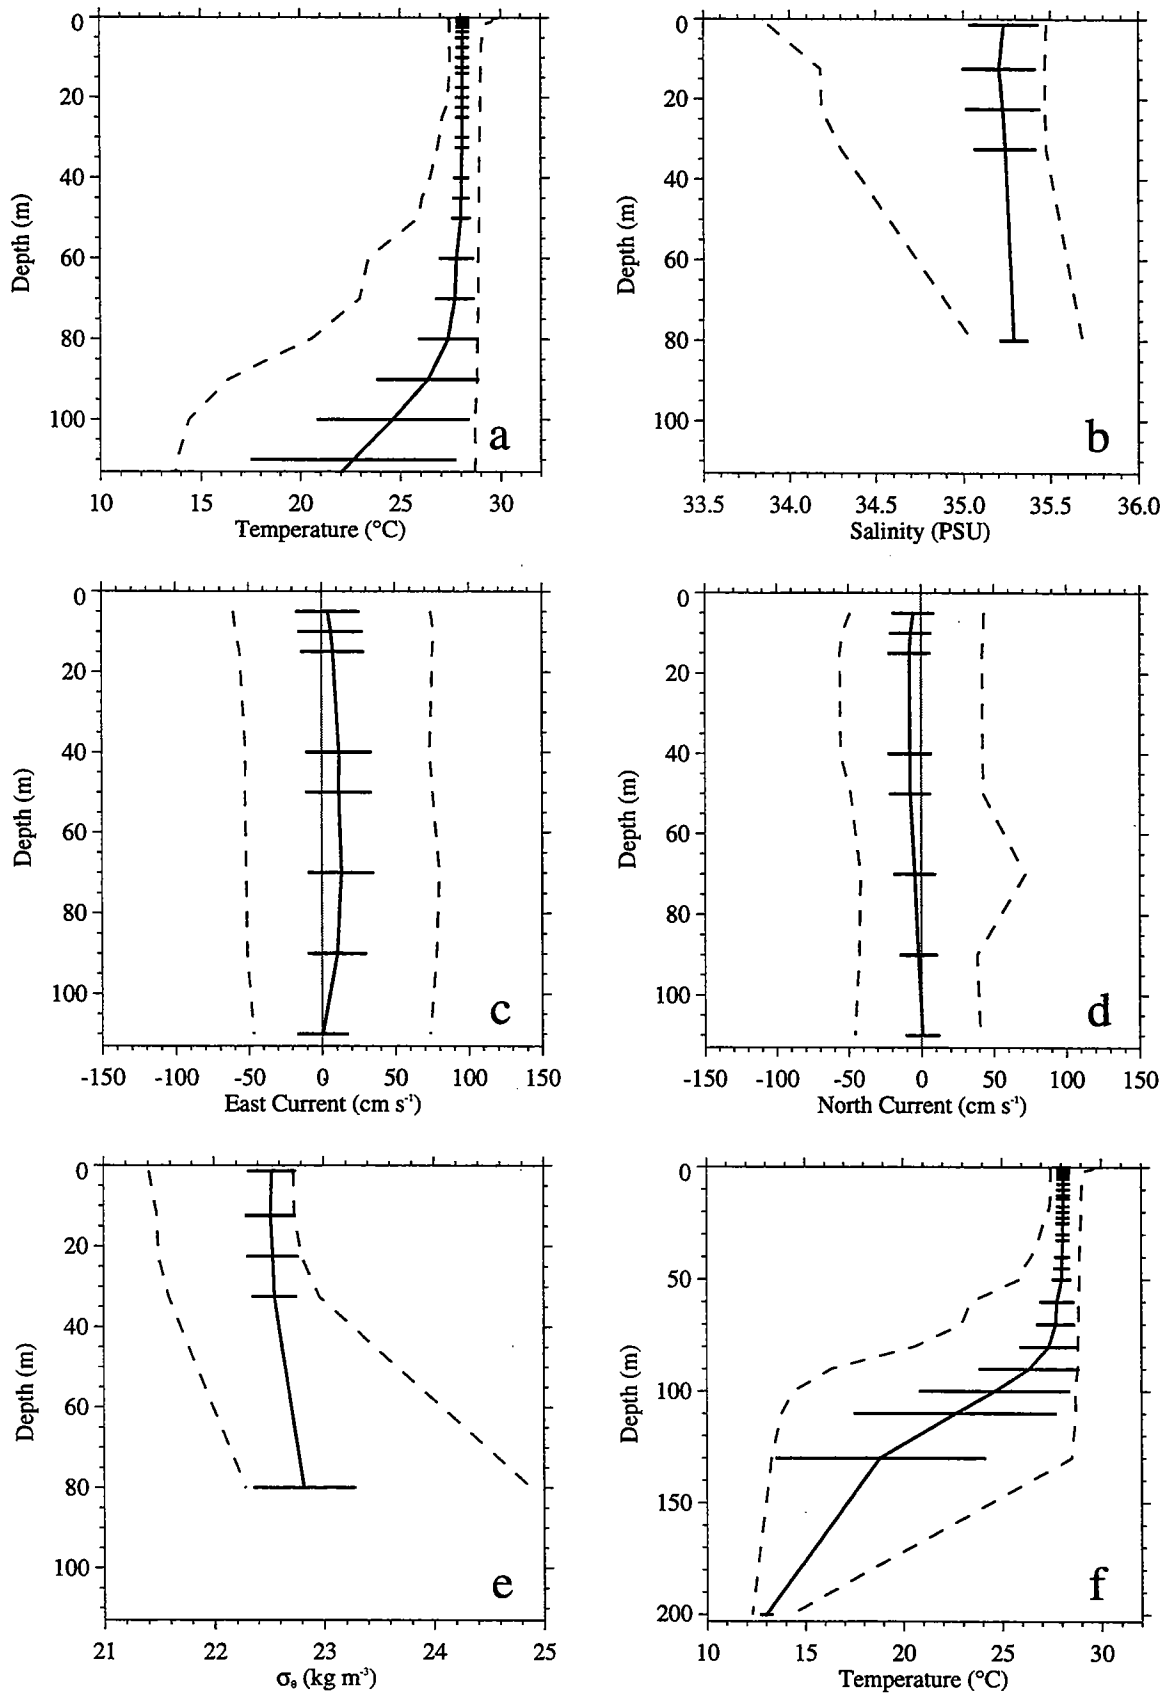 0
20
40
60
80
100
Depth (m)
10 15 20 25 30
Temperature (°C)
a
0
20
40
60
80
100
Depth (m)
33.5 34.0 34.5 35.0 35.5 36.0
Salinity (PSU)
b
0
20
40
60
80
100
Depth (m)
-150 -100 -50 0 50 100 150
East Current (cm s⁻¹)
c
0
20
40
60
80
100
Depth (m)
-150 -100 -50 0 50 100 150
North Current (cm s⁻¹)
d
0
20
40
60
80
100
Depth (m)
21 22 23 24 25
σθ (kg m⁻³)
e
0
50
100
150
200
Depth (m)
10 15 20 25 30
Temperature (°C)
f